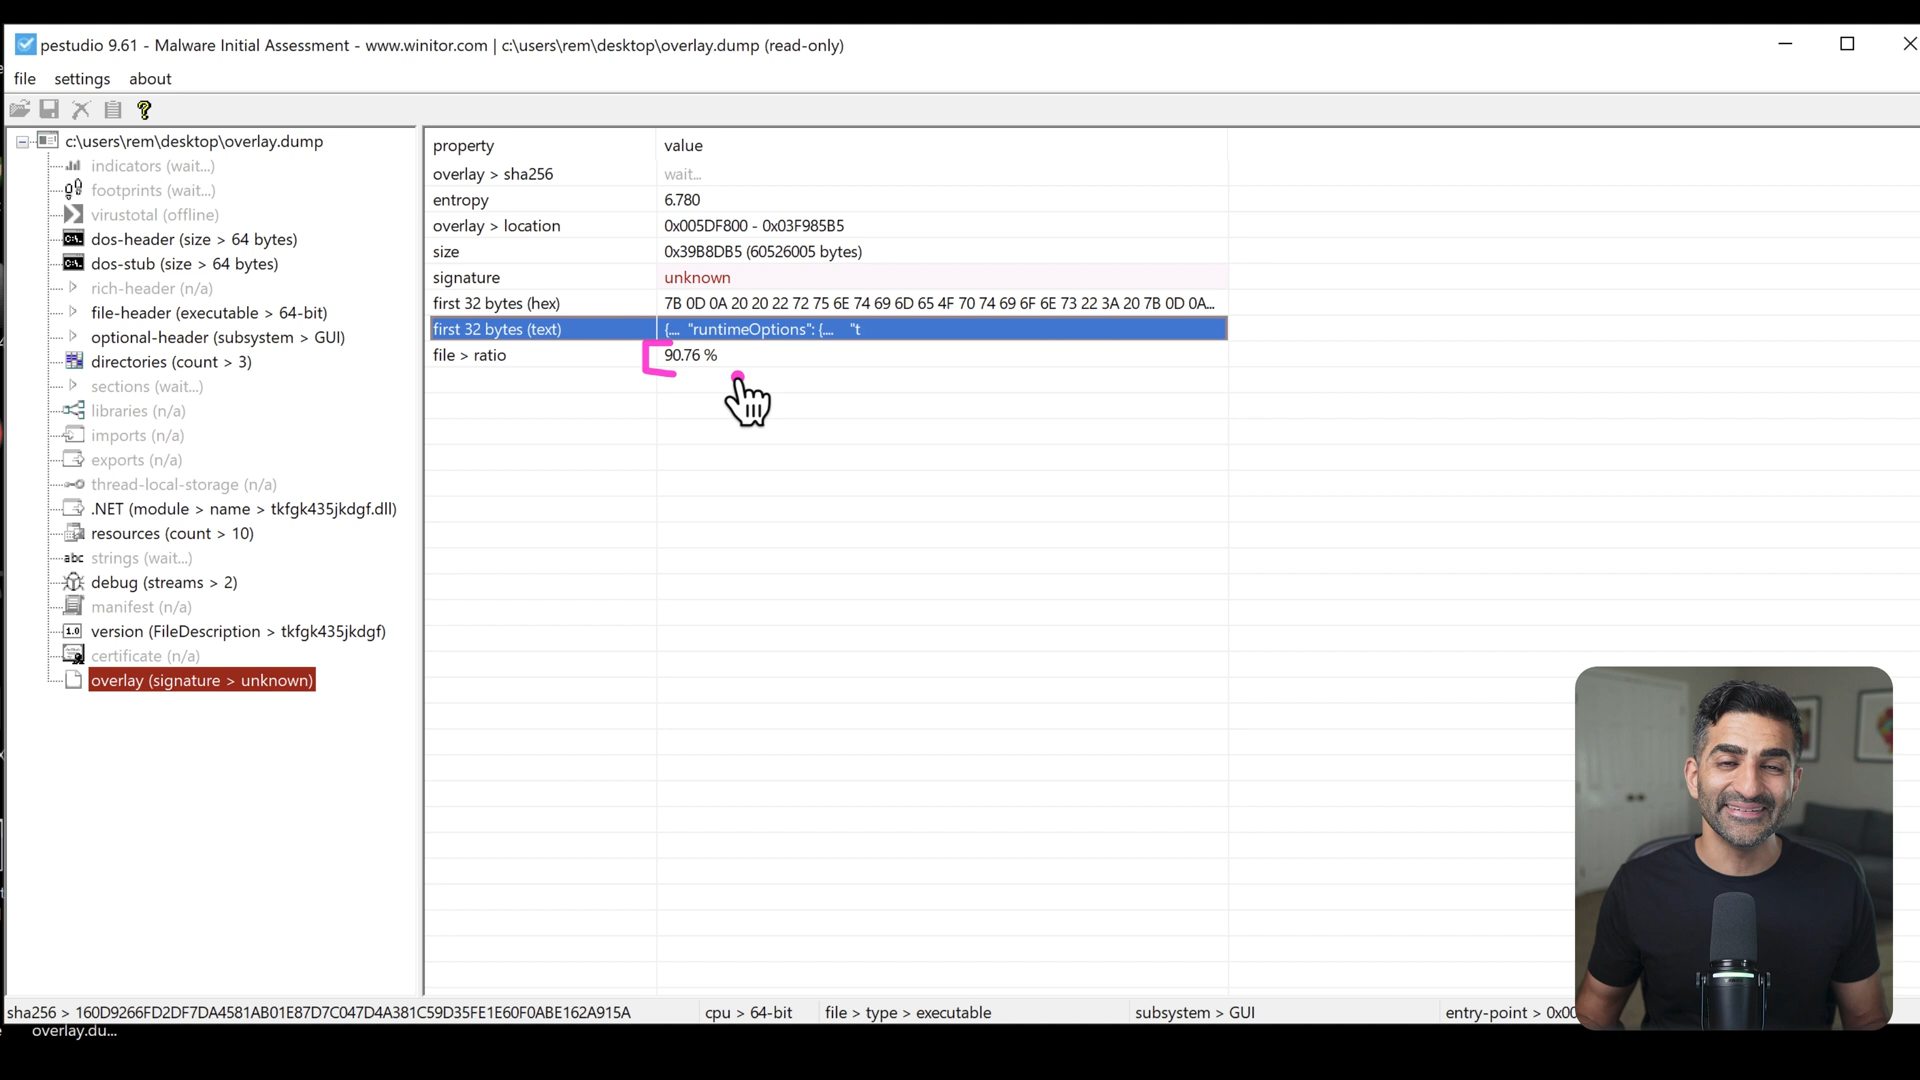 pestudio 9.61 - Malware Initial Assessment - www.winitor.com | c:\users\rem\desktop\overlay.dump (read-only)
file settings about
c:\users\rem\desktop\overlay.dump
indicators (wait...)
footprints (wait...)
virustotal (offline)
dos-header (size > 64 bytes)
dos-stub (size > 64 bytes)
rich-header (n/a)
file-header (executable > 64-bit)
optional-header (subsystem > GUI)
directories (count > 3)
sections (wait...)
libraries (n/a)
imports (n/a)
exports (n/a)
thread-local-storage (n/a)
.NET (module > name > tkfgk435jkdgf.dll)
resources (count > 10)
abc strings (wait...)
debug (streams > 2)
manifest (n/a)
1.0 version (FileDescription > tkfgk435jkdgf)
certificate (n/a)
overlay (signature > unknown)
property value
overlay > sha256 wait...
entropy 6.780
overlay > location 0x005DF800 - 0x03F985B5
size 0x39B8DB5 (60526005 bytes)
signature unknown
first 32 bytes (hex) 7B 0D 0A 20 20 22 72 75 6E 74 69 6D 65 4F 70 74 69 6F 6E 73 22 3A 20 7B 0D 0A...
first 32 bytes (text) {.... "runtimeOptions": {.... "t
file > ratio 90.76 %
sha256 > 160D9266FD2DF7DA4581AB01E87D7C047D4A381C59D35FE1E60F0ABE162A915A cpu > 64-bit file > type > executable subsystem > GUI entry-point > 0x00
overlay.du...